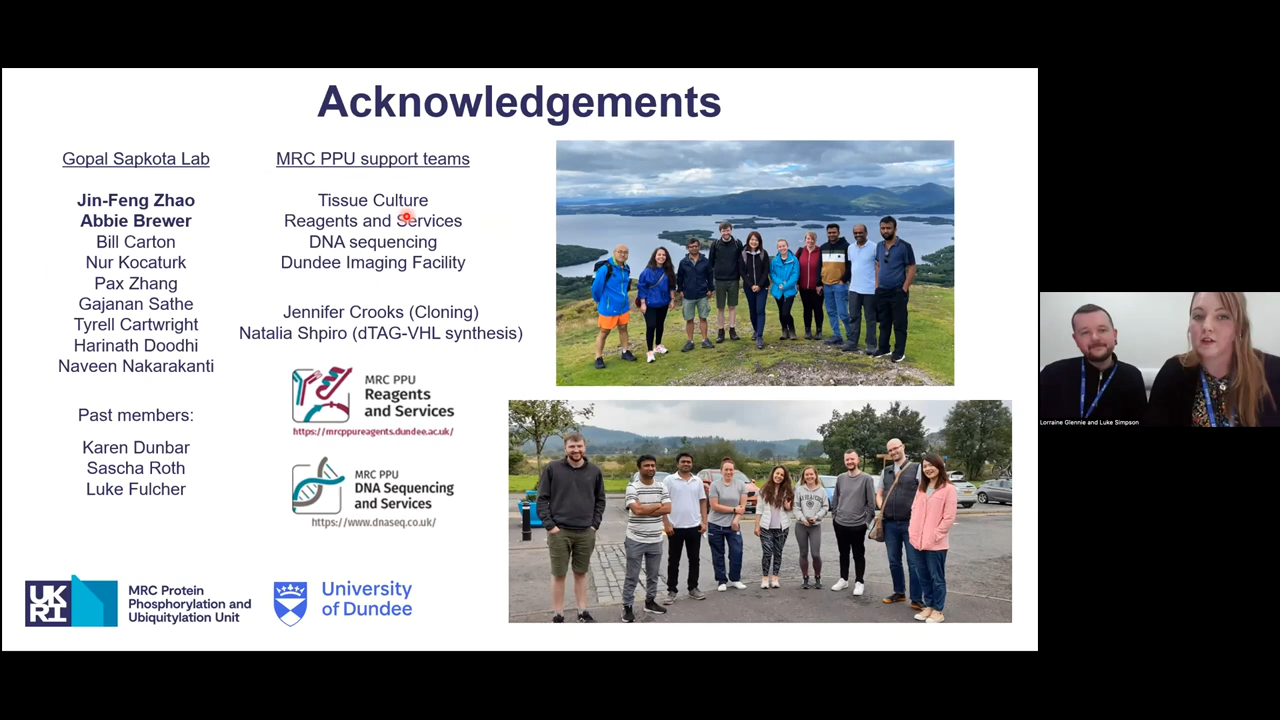 Acknowledgements
Gopal Sapkota Lab
Jin-Feng Zhao
Abbie Brewer
Bill Carton
Nur Kocaturk
Pax Zhang
Gajanan Sathe
Tyrell Cartwright
Harinath Doodhi
Naveen Nakarakanti
Past members:
Karen Dunbar
Sascha Roth
Luke Fulcher
MRC PPU support teams
Tissue Culture
Reagents and Services
DNA sequencing
Dundee Imaging Facility
Jennifer Crooks (Cloning)
Natalia Shpiro (dTAG-VHL synthesis)
MRC PPU
Reagents
and Services
https://mrcppureagents.dundee.ac.uk/
MRC PPU
DNA Sequencing
and Services
https://www.dnaseq.co.uk/
UK
RI
MRC Protein
Phosphorylation and
Ubiquitylation Unit
University
of Dundee
Lorraine Glennie and Luke Simpson